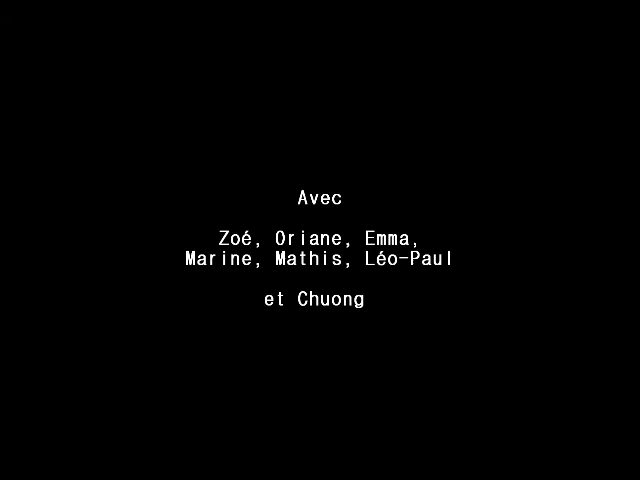 Avec
Zoé, Oriane, Emma,
Marine, Mathis, Léo-Paul
et Chuong